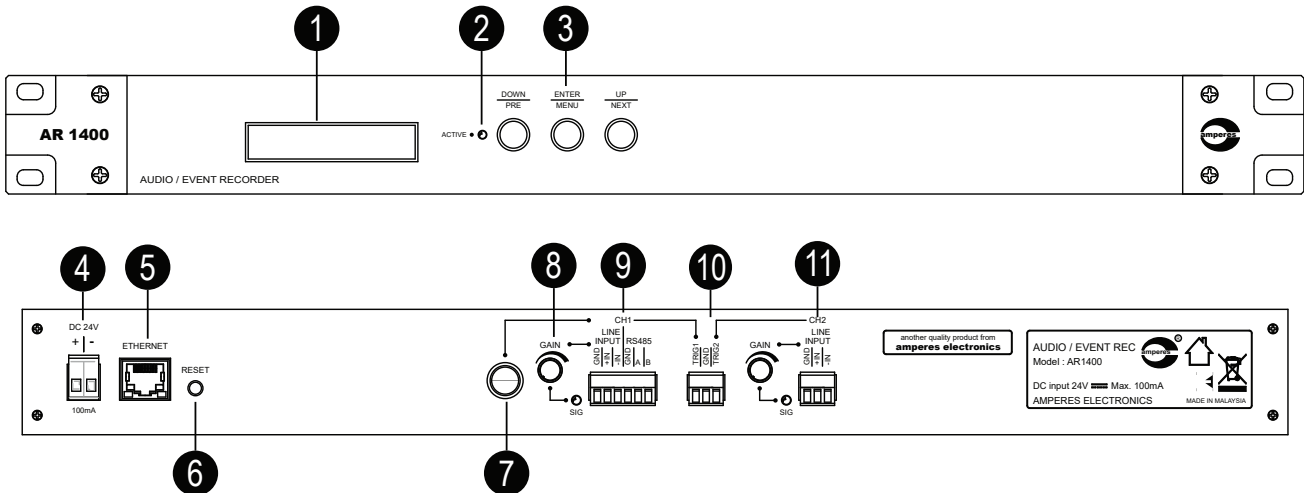 1
2
3
DOWN
PRE
ENTER
MENU
UP
NEXT
ACTIVE
AR 1400
AUDIO / EVENT RECORDER
amperes
4
5
8
9
10
11
DC 24V
+ -
100mA
ETHERNET
RESET
GAIN
CH1
LINE
INPUT
RS485
GND
+IN
-IN
GND
A
B
SIG
TRIG1
GND
TRIG2
CH2
GAIN
LINE
INPUT
GND
+IN
-IN
SIG
another quality product from
amperes electronics
AUDIO / EVENT REC
amperes
R
Model : AR1400
DC input 24V Max. 100mA
AMPERES ELECTRONICS
MADE IN MALAYSIA
6
7